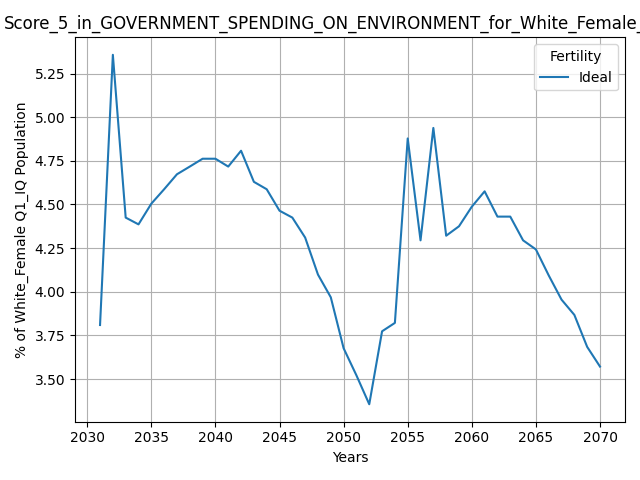 Score_5_in_GOVERNMENT_SPENDING_ON_ENVIRONMENT_for_White_Female_
Fertility
Ideal
% of White_Female Q1_IQ Population
5.25
5.00
4.75
4.50
4.25
4.00
3.75
3.50
2030 2035 2040 2045 2050 2055 2060 2065 2070
Years